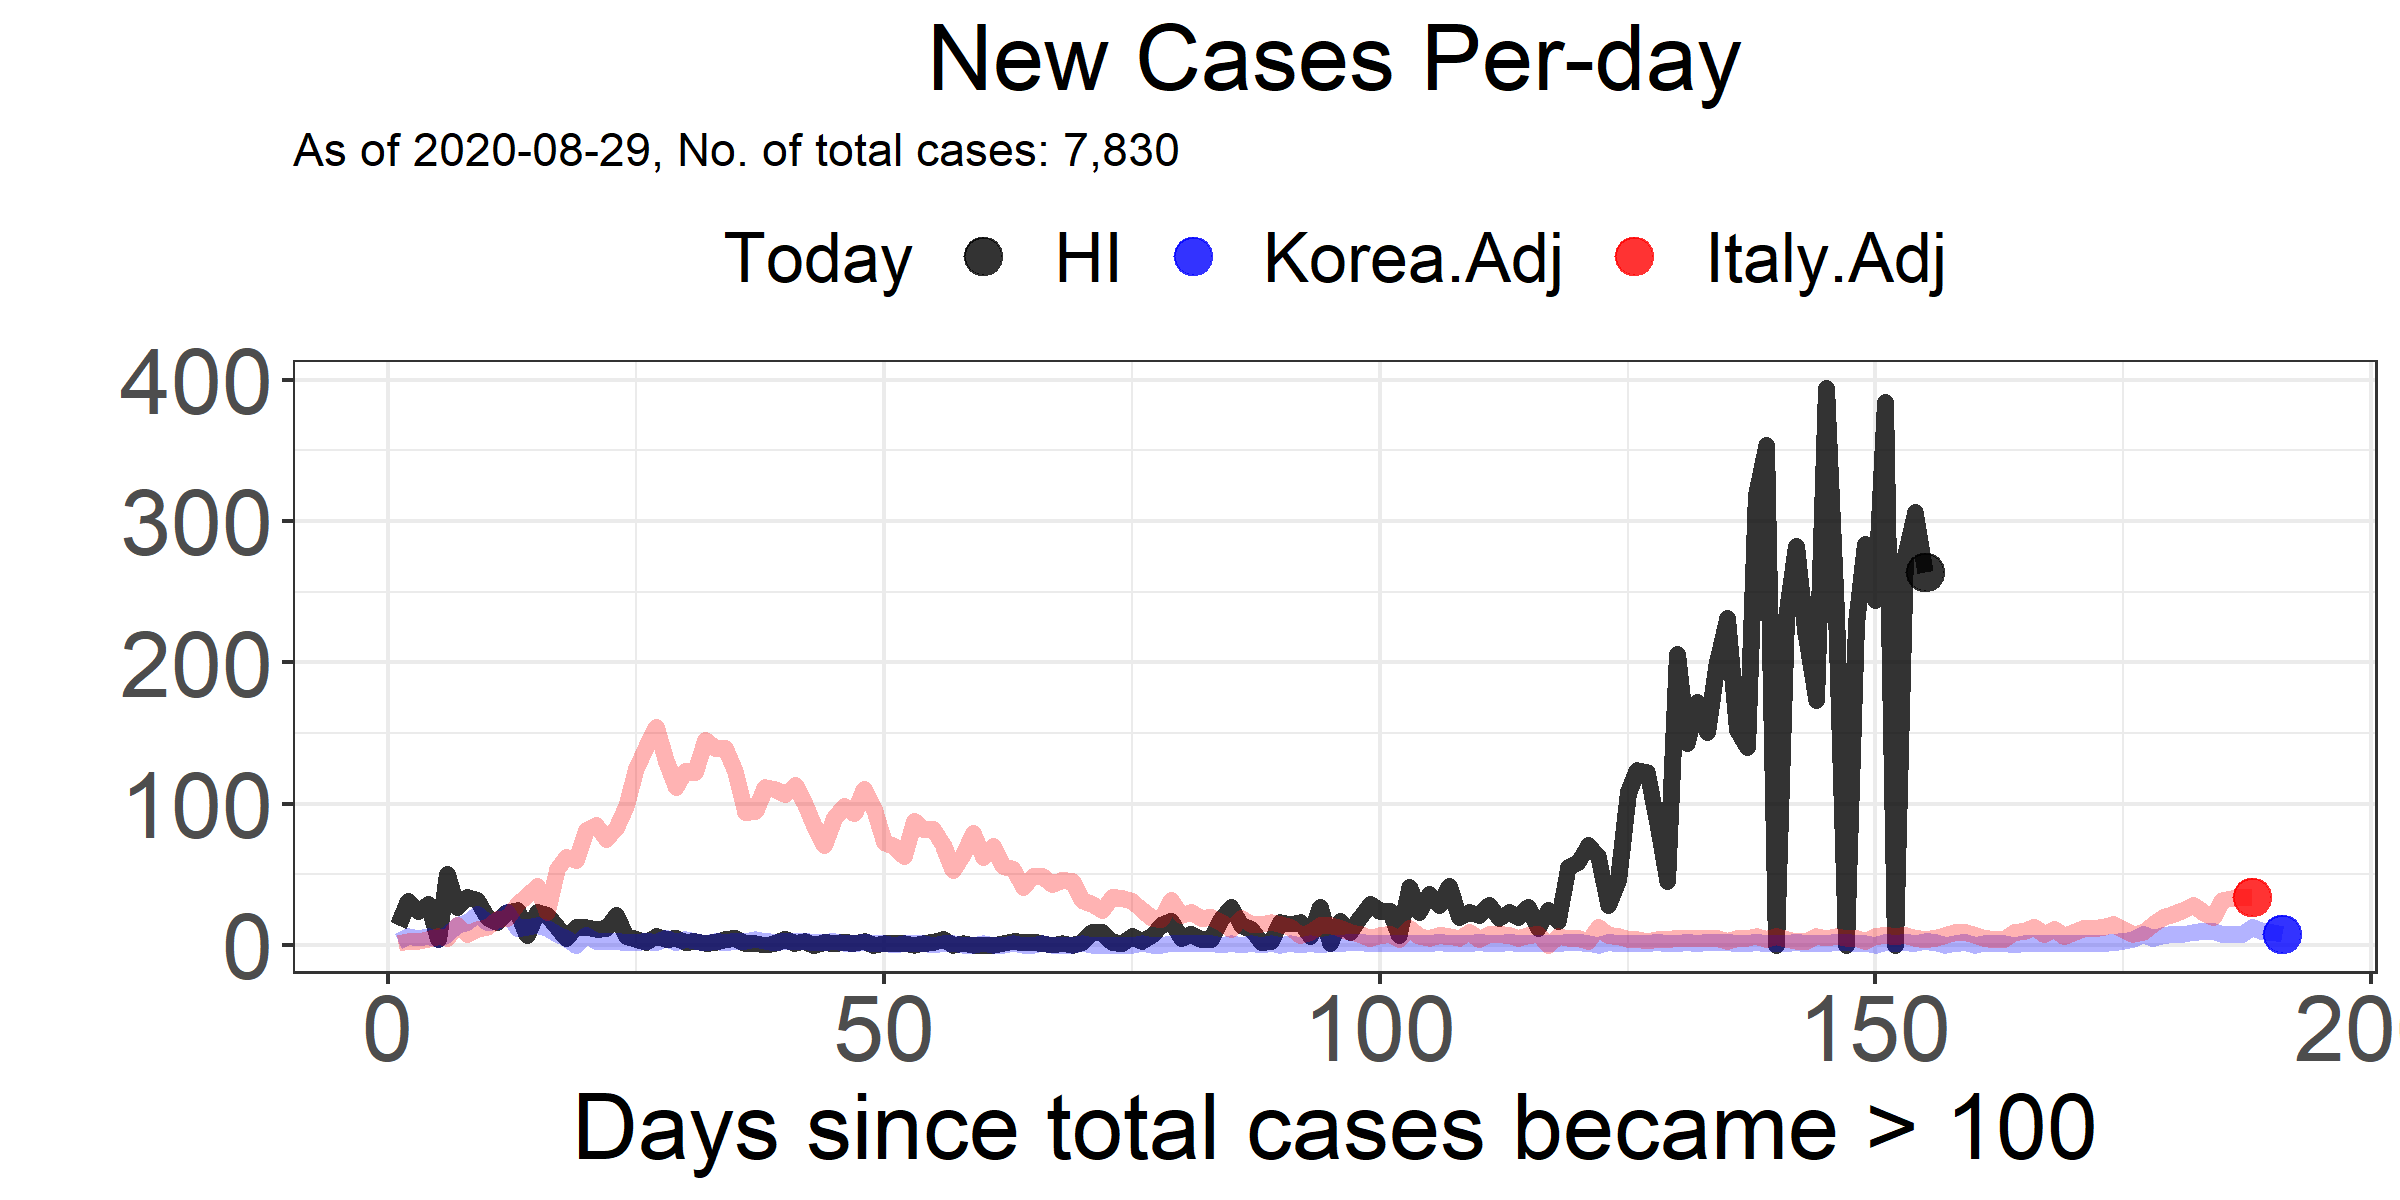 New Cases Per-day
As of 2020-08-29, No. of total cases: 7,830
Today HI Korea.Adj Italy.Adj
400
300
200
100
0
0 50 100 150 20
Days since total cases became > 100